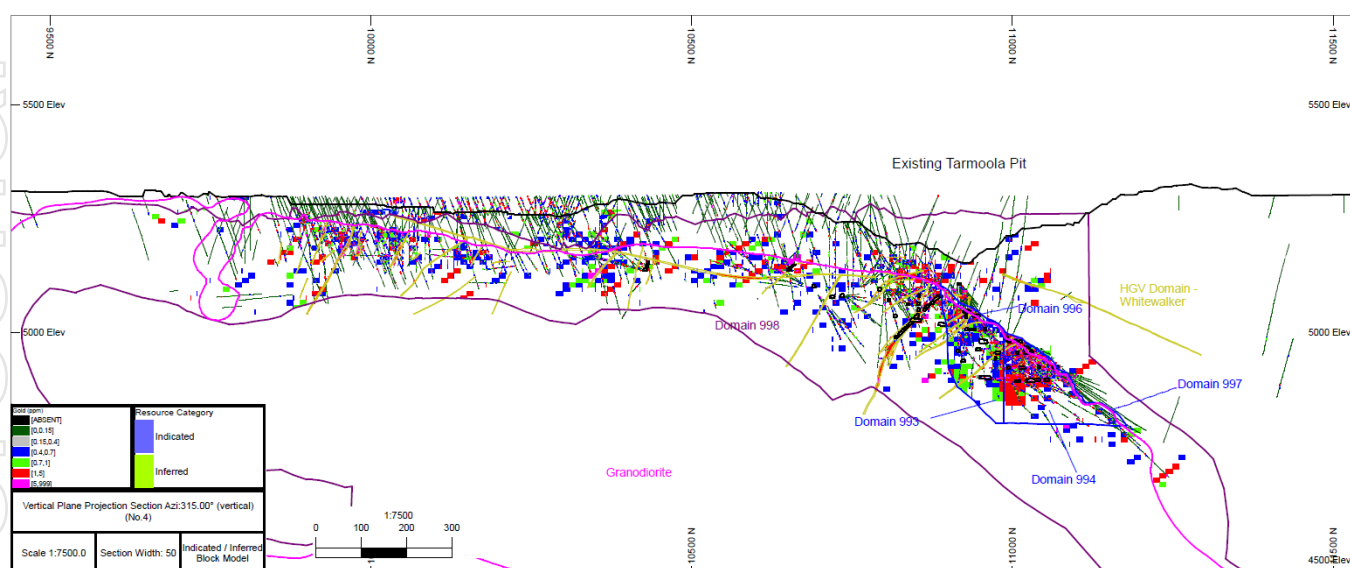 9500 N
10000 N
10500 N
11000 N
11500 N
5500 Elev
5500 Elev
Existing Tarmoola Pit
HGV Domain -
Whitewalker
Domain 996
5000 Elev
5000 Elev
Domain 998
Domain 997
Domain 993
Domain 994
Granodiorite
Gold (ppm)
[ABSENT]
[0,0.15]
[0.15,0.4]
[0.4,0.7]
[0.7,1]
[1,5]
[5,999]
Resource Category
Indicated
Inferred
Vertical Plane Projection Section Azi:315.00° (vertical)
(No.4)
Scale 1:7500.0
Section Width: 50
Indicated / Inferred
Block Model
1:7500
0 100 200 300
10500 N
11000 N
4500 Elev